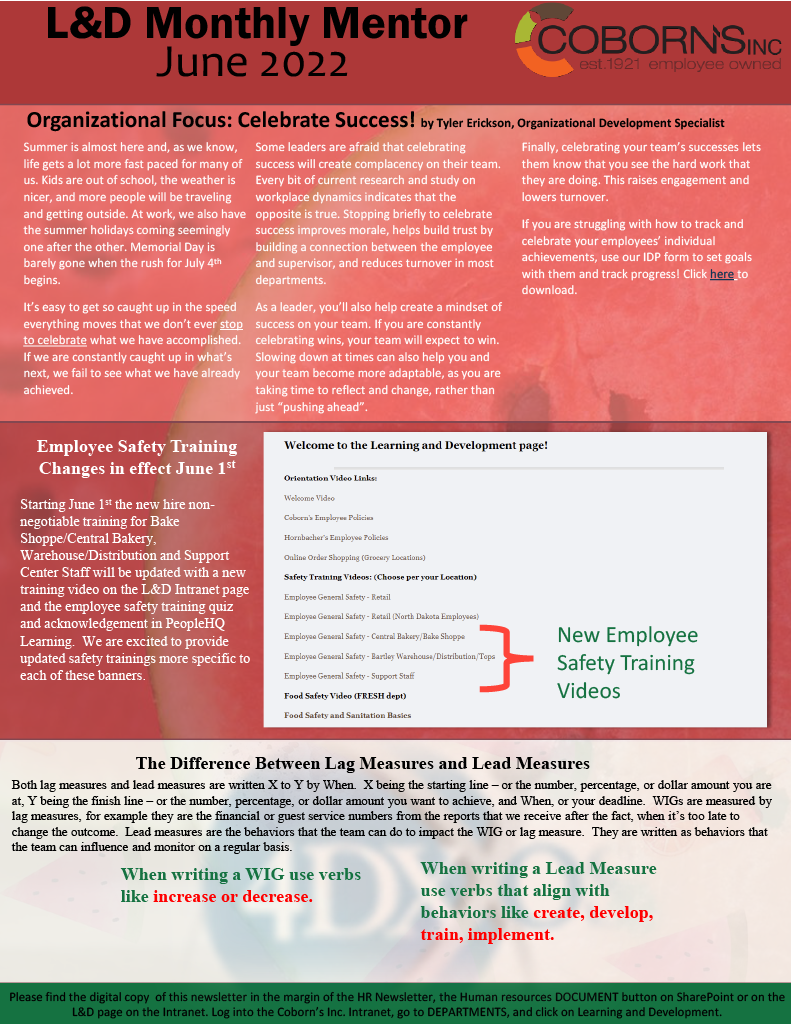 L&D Monthly Mentor
June 2022
COBORN'S INC
est.1921 employee owned
Organizational Focus: Celebrate Success! by Tyler Erickson, Organizational Development Specialist
Summer is almost here and, as we know,
life gets a lot more fast paced for many of
us. Kids are out of school, the weather is
nicer, and more people will be traveling
and getting outside. At work, we also have
the summer holidays coming seemingly
one after the other. Memorial Day is
barely gone when the rush for July 4th
begins.
It's easy to get so caught up in the speed
everything moves that we don't ever stop
to celebrate what we have accomplished.
If we are constantly caught up in what's
next, we fail to see what we have already
achieved.
Some leaders are afraid that celebrating
success will create complacency on their team.
Every bit of current research and study on
workplace dynamics indicates that the
opposite is true. Stopping briefly to celebrate
success improves morale, helps build trust by
building a connection between the employee
and supervisor, and reduces turnover in most
departments.
As a leader, you'll also help create a mindset of
success on your team. If you are constantly
celebrating wins, your team will expect to win.
Slowing down at times can also help you and
your team become more adaptable, as you are
taking time to reflect and change, rather than
just "pushing ahead".
Finally, celebrating your team's successes lets
them know that you see the hard work that
they are doing. This raises engagement and
lowers turnover.
If you are struggling with how to track and
celebrate your employees' individual
achievements, use our IDP form to set goals
with them and track progress! Click here to
download.
Employee Safety Training
Changes in effect June 1st
Starting June 1st the new hire non-
negotiable training for Bake
Shoppe/Central Bakery,
Warehouse/Distribution and Support
Center Staff will be updated with a new
training video on the L&D Intranet page
and the employee safety training quiz
and acknowledgement in PeopleHQ
Learning.  We are excited to provide
updated safety trainings more specific to
each of these banners.
Welcome to the Learning and Development page!
Orientation Video Links:
Welcome Video
Coborn's Employee Policies
Hornbacher's Employee Policies
Online Order Shopping (Grocery Locations)
Safety Training Videos: (Choose per your Location)
Employee General Safety - Retail
Employee General Safety - Retail (North Dakota Employees)
Employee General Safety - Central Bakery/Bake Shoppe
Employee General Safety - Bartley Warehouse/Distribution/Tops
Employee General Safety - Support Staff
Food Safety Video (FRESH dept)
Food Safety and Sanitation Basics
New Employee
Safety Training
Videos
The Difference Between Lag Measures and Lead Measures
Both lag measures and lead measures are written X to Y by When.  X being the starting line – or the number, percentage, or dollar amount you are
at, Y being the finish line – or the number, percentage, or dollar amount you want to achieve, and When, or your deadline.  WIGs are measured by
lag measures, for example they are the financial or guest service numbers from the reports that we receive after the fact, when it's too late to
change the outcome.  Lead measures are the behaviors that the team can do to impact the WIG or lag measure.  They are written as behaviors that
the team can influence and monitor on a regular basis.
When writing a WIG use verbs
like increase or decrease.
When writing a Lead Measure
use verbs that align with
behaviors like create, develop,
train, implement.
Please find the digital copy  of this newsletter in the margin of the HR Newsletter, the Human resources DOCUMENT button on SharePoint or on the
L&D page on the Intranet. Log into the Coborn's Inc. Intranet, go to DEPARTMENTS, and click on Learning and Development.